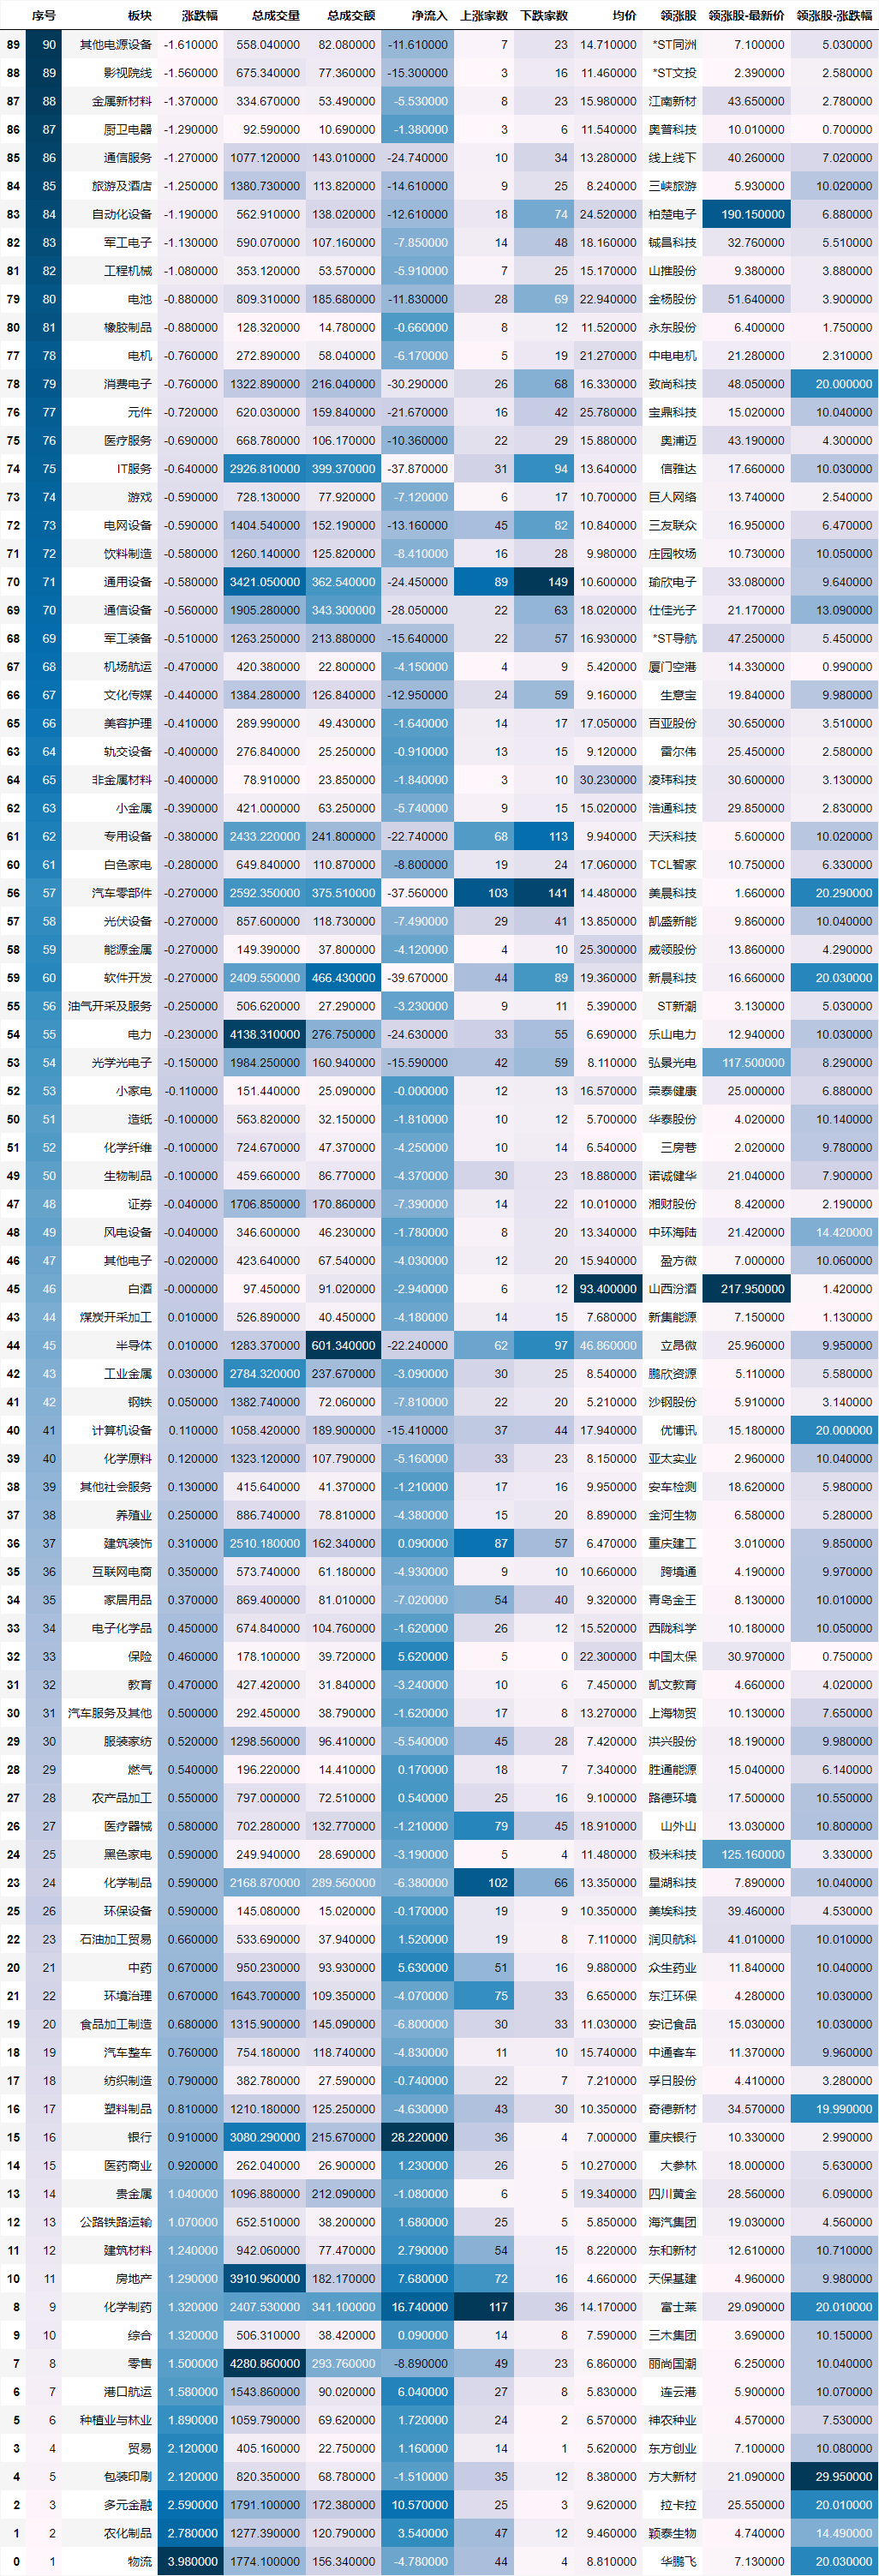 序号 板块 涨跌幅 总成交量 总成交额 净流入 上涨家数 下跌家数 均价 领涨股 领涨股-最新价 领涨股-涨跌幅
89 90 其他电源设备 -1.610000 558.040000 82.080000 -11.610000 7 23 14.710000 *ST同洲 7.100000 5.030000
88 89 影视院线 -1.560000 675.340000 77.360000 -15.300000 3 16 11.460000 *ST文投 2.390000 2.580000
87 88 金属新材料 -1.370000 334.670000 53.490000 -5.530000 8 23 15.980000 江南新材 43.650000 2.780000
86 87 厨卫电器 -1.290000 92.590000 10.690000 -1.380000 3 6 11.540000 奥普科技 10.010000 0.700000
85 86 通信服务 -1.270000 1077.120000 143.010000 -24.740000 10 34 13.280000 线上线下 40.260000 7.020000
84 85 旅游及酒店 -1.250000 1380.730000 113.820000 -14.610000 9 25 8.240000 三峡旅游 5.930000 10.020000
83 84 自动化设备 -1.190000 562.910000 138.020000 -12.610000 18 74 24.520000 柏楚电子 190.150000 6.880000
82 83 军工电子 -1.130000 590.070000 107.160000 -7.850000 14 48 18.160000 铖昌科技 32.760000 5.510000
81 82 工程机械 -1.080000 353.120000 53.570000 -5.910000 7 25 15.170000 山推股份 9.380000 3.880000
79 80 电池 -0.880000 809.310000 185.680000 -11.830000 28 69 22.940000 金杨股份 51.640000 3.900000
80 81 橡胶制品 -0.880000 128.320000 14.780000 -0.660000 8 12 11.520000 永东股份 6.400000 1.750000
77 78 电机 -0.760000 272.890000 58.040000 -6.170000 5 19 21.270000 中电电机 21.280000 2.310000
78 79 消费电子 -0.760000 1322.890000 216.040000 -30.290000 26 68 16.330000 致尚科技 48.050000 20.000000
76 77 元件 -0.720000 620.030000 159.840000 -21.670000 16 42 25.780000 宝鼎科技 15.020000 10.040000
75 76 医疗服务 -0.690000 668.780000 106.170000 -10.360000 22 29 15.880000 奥浦迈 43.190000 4.300000
74 75 IT服务 -0.640000 2926.810000 399.370000 -37.870000 31 94 13.640000 信雅达 17.660000 10.030000
73 74 游戏 -0.590000 728.130000 77.920000 -7.120000 6 17 10.700000 巨人网络 13.740000 2.540000
72 73 电网设备 -0.590000 1404.540000 152.190000 -13.160000 45 82 10.840000 三友联众 16.950000 6.470000
71 72 饮料制造 -0.580000 1260.140000 125.820000 -8.410000 16 28 9.980000 庄园牧场 10.730000 10.050000
70 71 通用设备 -0.580000 3421.050000 362.540000 -24.450000 89 149 10.600000 瑜欣电子 33.080000 9.640000
69 70 通信设备 -0.560000 1905.280000 343.300000 -28.050000 22 63 18.020000 仕佳光子 21.170000 13.090000
68 69 军工装备 -0.510000 1263.250000 213.880000 -15.640000 22 57 16.930000 *ST导航 47.250000 5.450000
67 68 机场航运 -0.470000 420.380000 22.800000 -4.150000 4 9 5.420000 厦门空港 14.330000 0.990000
66 67 文化传媒 -0.440000 1384.280000 126.840000 -12.950000 24 59 9.160000 生意宝 19.840000 9.980000
65 66 美容护理 -0.410000 289.990000 49.430000 -1.640000 14 17 17.050000 百亚股份 30.650000 3.510000
63 64 轨交设备 -0.400000 276.840000 25.250000 -0.910000 13 15 9.120000 雷尔伟 25.450000 2.580000
64 65 非金属材料 -0.400000 78.910000 23.850000 -1.840000 3 10 30.230000 凌玮科技 30.600000 3.130000
62 63 小金属 -0.390000 421.000000 63.250000 -5.740000 9 15 15.020000 浩通科技 29.850000 2.830000
61 62 专用设备 -0.380000 2433.220000 241.800000 -22.740000 68 113 9.940000 天沃科技 5.600000 10.020000
60 61 白色家电 -0.280000 649.840000 110.870000 -8.800000 19 24 17.060000 TCL智家 10.750000 6.330000
56 57 汽车零部件 -0.270000 2592.350000 375.510000 -37.560000 103 141 14.480000 美晨科技 1.660000 20.290000
57 58 光伏设备 -0.270000 857.600000 118.730000 -7.490000 29 41 13.850000 凯盛新能 9.860000 10.040000
58 59 能源金属 -0.270000 149.390000 37.800000 -4.120000 4 10 25.300000 威领股份 13.860000 4.290000
59 60 软件开发 -0.270000 2409.550000 466.430000 -39.670000 44 89 19.360000 新晨科技 16.660000 20.030000
55 56 油气开采及服务 -0.250000 506.620000 27.290000 -3.230000 9 11 5.390000 ST新潮 3.130000 5.030000
54 55 电力 -0.230000 4138.310000 276.750000 -24.630000 33 55 6.690000 乐山电力 12.940000 10.030000
53 54 光学光电子 -0.150000 1984.250000 160.940000 -15.590000 42 59 8.110000 弘景光电 117.500000 8.290000
52 53 小家电 -0.110000 151.440000 25.090000 -0.000000 12 13 16.570000 荣泰健康 25.000000 6.880000
50 51 造纸 -0.100000 563.820000 32.150000 -1.810000 10 12 5.700000 华泰股份 4.020000 10.140000
51 52 化学纤维 -0.100000 724.670000 47.370000 -4.250000 10 14 6.540000 三房巷 2.020000 9.780000
49 50 生物制品 -0.100000 459.660000 86.770000 -4.370000 30 23 18.880000 诺诚健华 21.040000 7.900000
47 48 证券 -0.040000 1706.850000 170.860000 -7.390000 14 22 10.010000 湘财股份 8.420000 2.190000
48 49 风电设备 -0.040000 346.600000 46.230000 -1.780000 8 20 13.340000 中环海陆 21.420000 14.420000
46 47 其他电子 -0.020000 423.640000 67.540000 -4.030000 12 20 15.940000 盈方微 7.000000 10.060000
45 46 白酒 -0.000000 97.450000 91.020000 -2.940000 6 12 93.400000 山西汾酒 217.950000 1.420000
43 44 煤炭开采加工 0.010000 526.890000 40.450000 -4.180000 14 15 7.680000 新集能源 7.150000 1.130000
44 45 半导体 0.010000 1283.370000 601.340000 -22.240000 62 97 46.860000 立昂微 25.960000 9.950000
42 43 工业金属 0.030000 2784.320000 237.670000 -3.090000 30 25 8.540000 鹏欣资源 5.110000 5.580000
41 42 钢铁 0.050000 1382.740000 72.060000 -7.810000 22 20 5.210000 沙钢股份 5.910000 3.140000
40 41 计算机设备 0.110000 1058.420000 189.900000 -15.410000 37 44 17.940000 优博讯 15.180000 20.000000
39 40 化学原料 0.120000 1323.120000 107.790000 -5.160000 33 23 8.150000 亚太实业 2.960000 10.040000
38 39 其他社会服务 0.130000 415.640000 41.370000 -1.210000 17 16 9.950000 安车检测 18.620000 5.980000
37 38 养殖业 0.250000 886.740000 78.810000 -4.380000 15 20 8.890000 金河生物 6.580000 5.280000
36 37 建筑装饰 0.310000 2510.180000 162.340000 0.090000 87 57 6.470000 重庆建工 3.010000 9.850000
35 36 互联网电商 0.350000 573.740000 61.180000 -4.930000 9 10 10.660000 跨境通 4.190000 9.970000
34 35 家居用品 0.370000 869.400000 81.010000 -7.020000 54 40 9.320000 青岛金王 8.130000 10.010000
33 34 电子化学品 0.450000 674.840000 104.760000 -1.620000 26 12 15.520000 西陇科学 10.180000 10.050000
32 33 保险 0.460000 178.100000 39.720000 5.620000 5 0 22.300000 中国太保 30.970000 0.750000
31 32 教育 0.470000 427.420000 31.840000 -3.240000 10 6 7.450000 凯文教育 4.660000 4.020000
30 31 汽车服务及其他 0.500000 292.450000 38.790000 -1.620000 17 8 13.270000 上海物贸 10.130000 7.650000
29 30 服装家纺 0.520000 1298.560000 96.410000 -5.540000 45 28 7.420000 洪兴股份 18.190000 9.980000
28 29 燃气 0.540000 196.220000 14.410000 0.170000 18 7 7.340000 胜通能源 15.040000 6.140000
27 28 农产品加工 0.550000 797.000000 72.510000 0.540000 25 16 9.100000 路德环境 17.500000 10.550000
26 27 医疗器械 0.580000 702.280000 132.770000 -1.210000 79 45 18.910000 山外山 13.030000 10.800000
24 25 黑色家电 0.590000 249.940000 28.690000 -3.190000 5 4 11.480000 极米科技 125.160000 3.330000
23 24 化学制品 0.590000 2168.870000 289.560000 -6.380000 102 66 13.350000 星湖科技 7.890000 10.040000
25 26 环保设备 0.590000 145.080000 15.020000 -0.170000 19 9 10.350000 美埃科技 39.460000 4.530000
22 23 石油加工贸易 0.660000 533.690000 37.940000 1.520000 19 8 7.110000 润贝航科 41.010000 10.010000
20 21 中药 0.670000 950.230000 93.930000 5.630000 51 16 9.880000 众生药业 11.840000 10.040000
21 22 环境治理 0.670000 1643.700000 109.350000 -4.070000 75 33 6.650000 东江环保 4.280000 10.030000
19 20 食品加工制造 0.680000 1315.900000 145.090000 -6.800000 30 33 11.030000 安记食品 15.030000 10.030000
18 19 汽车整车 0.760000 754.180000 118.740000 -4.830000 11 10 15.740000 中通客车 11.370000 9.960000
17 18 纺织制造 0.790000 382.780000 27.590000 -0.740000 22 7 7.210000 孚日股份 4.410000 3.280000
16 17 塑料制品 0.810000 1210.180000 125.250000 -4.630000 43 30 10.350000 奇德新材 34.570000 19.990000
15 16 银行 0.910000 3080.290000 215.670000 28.220000 36 4 7.000000 重庆银行 10.330000 2.990000
14 15 医药商业 0.920000 262.040000 26.900000 1.230000 26 5 10.270000 大参林 18.000000 5.630000
13 14 贵金属 1.040000 1096.880000 212.090000 -1.080000 6 5 19.340000 四川黄金 28.560000 6.090000
12 13 公路铁路运输 1.070000 652.510000 38.200000 1.680000 25 5 5.850000 海汽集团 19.030000 4.560000
11 12 建筑材料 1.240000 942.060000 77.470000 2.790000 54 15 8.220000 东和新材 12.610000 10.710000
10 11 房地产 1.290000 3910.960000 182.170000 7.680000 72 16 4.660000 天保基建 4.960000 9.980000
8 9 化学制药 1.320000 2407.530000 341.100000 16.740000 117 36 14.170000 富士莱 29.090000 20.010000
9 10 综合 1.320000 506.310000 38.420000 0.090000 14 8 7.590000 三木集团 3.690000 10.150000
7 8 零售 1.500000 4280.860000 293.760000 -8.890000 49 23 6.860000 丽尚国潮 6.250000 10.040000
6 7 港口航运 1.580000 1543.860000 90.020000 6.040000 27 8 5.830000 连云港 5.900000 10.070000
5 6 种植业与林业 1.890000 1059.790000 69.620000 1.720000 24 2 6.570000 神农种业 4.570000 7.530000
3 4 贸易 2.120000 405.160000 22.750000 1.160000 14 1 5.620000 东方创业 7.100000 10.080000
4 5 包装印刷 2.120000 820.350000 68.780000 -1.510000 35 12 8.380000 方大新材 21.090000 29.950000
2 3 多元金融 2.590000 1791.100000 172.380000 10.570000 25 3 9.620000 拉卡拉 25.550000 20.010000
1 2 农化制品 2.780000 1277.390000 120.790000 3.540000 47 12 9.460000 颖泰生物 4.740000 14.490000
0 1 物流 3.980000 1774.100000 156.340000 -4.780000 44 4 8.810000 华鹏飞 7.130000 20.030000